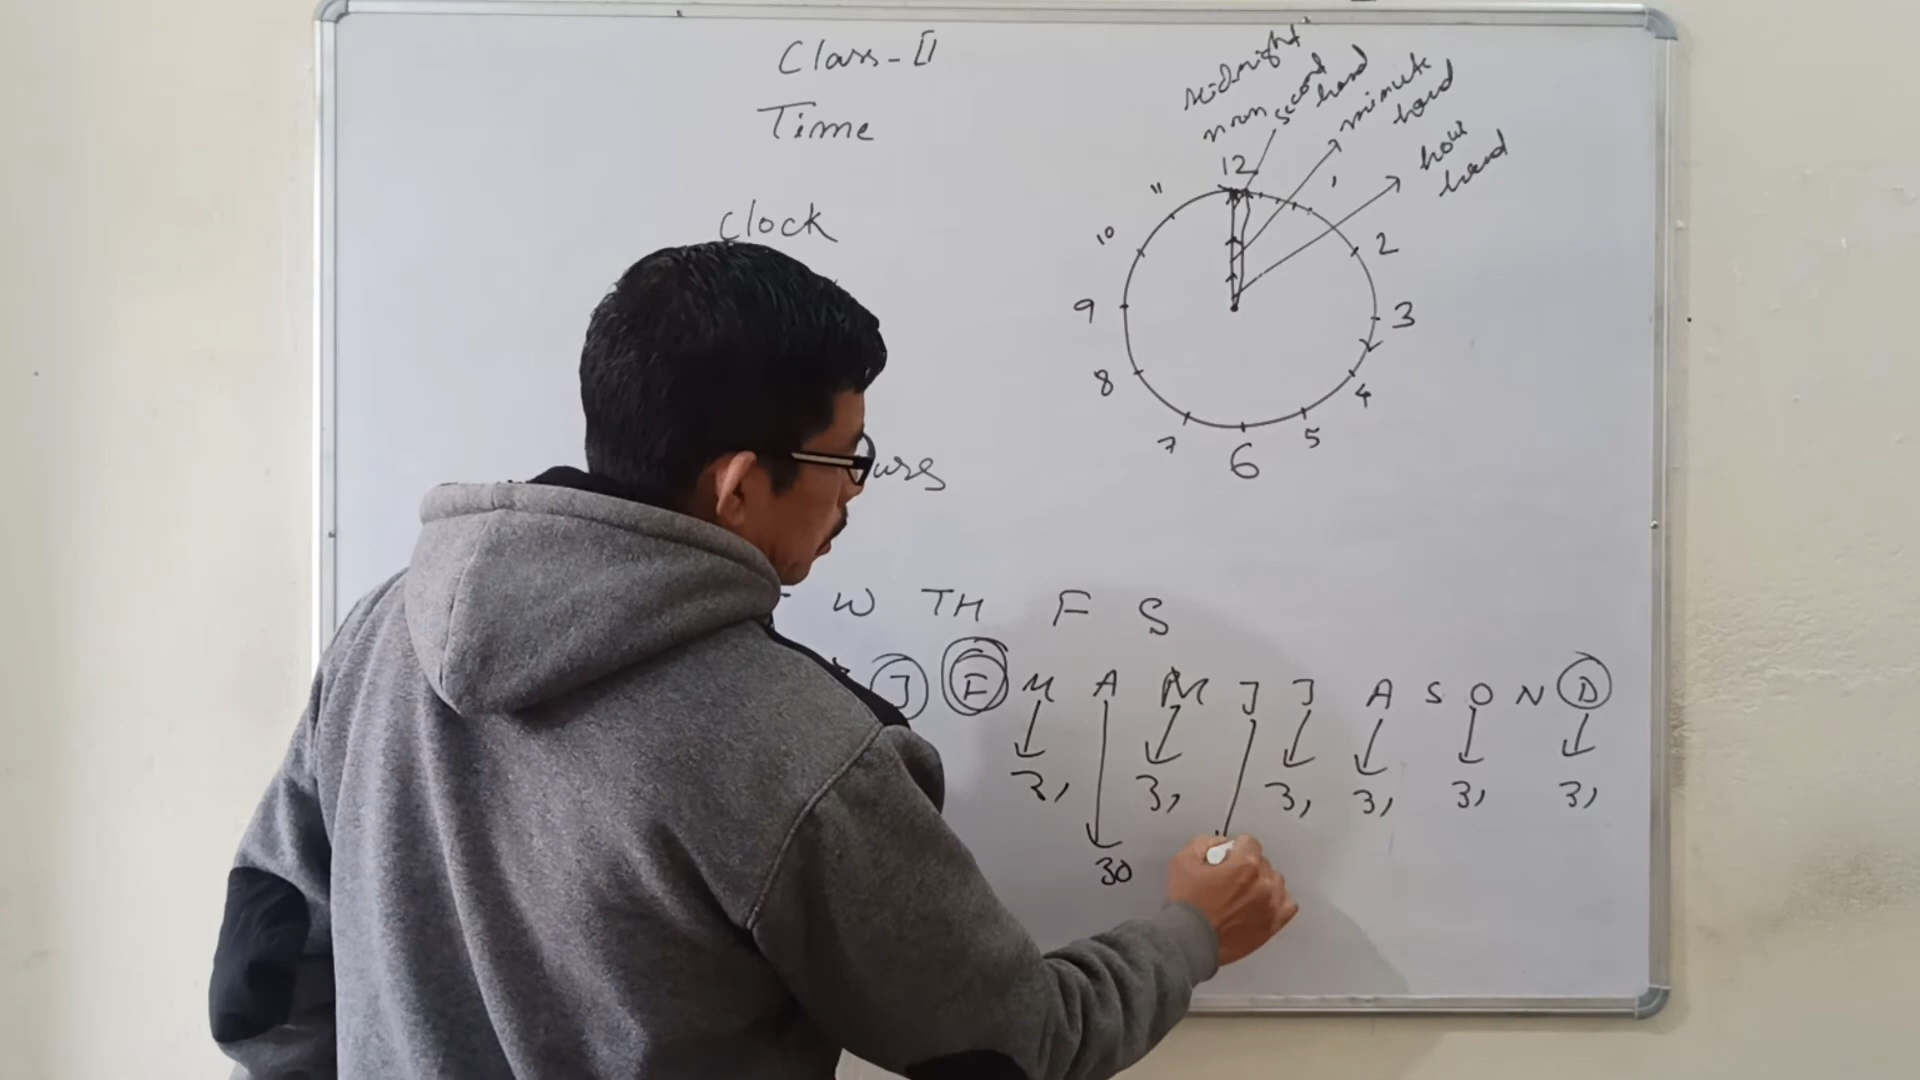 Class-II
Time
Clock
midnight
noon
second
hand
minute
hand
hour
hand
12
11
1
10
2
9
3
8
4
7
5
6
W TH F S
J F M A M J J A S O N D
31 31 31 31 31 31
30